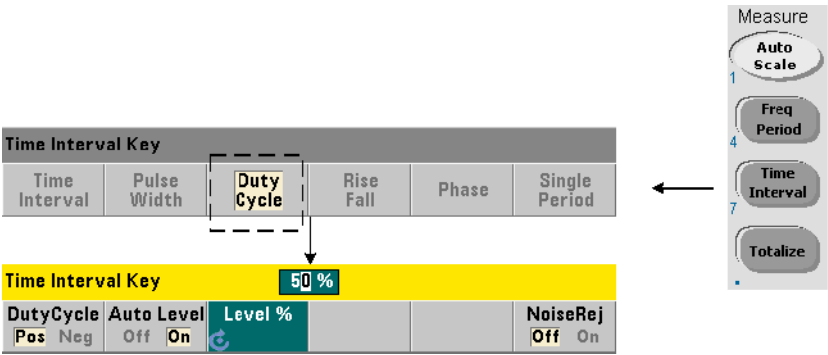 Measure
Auto
Scale
1
Freq
Period
4
Time
Interval
7
Totalize
.
Time Interval Key
Time
Interval
Pulse
Width
Duty
Cycle
Rise
Fall
Phase
Single
Period
Time Interval Key
50 %
DutyCycle
Pos Neg
Auto Level
Off On
Level %
NoiseRej
Off On